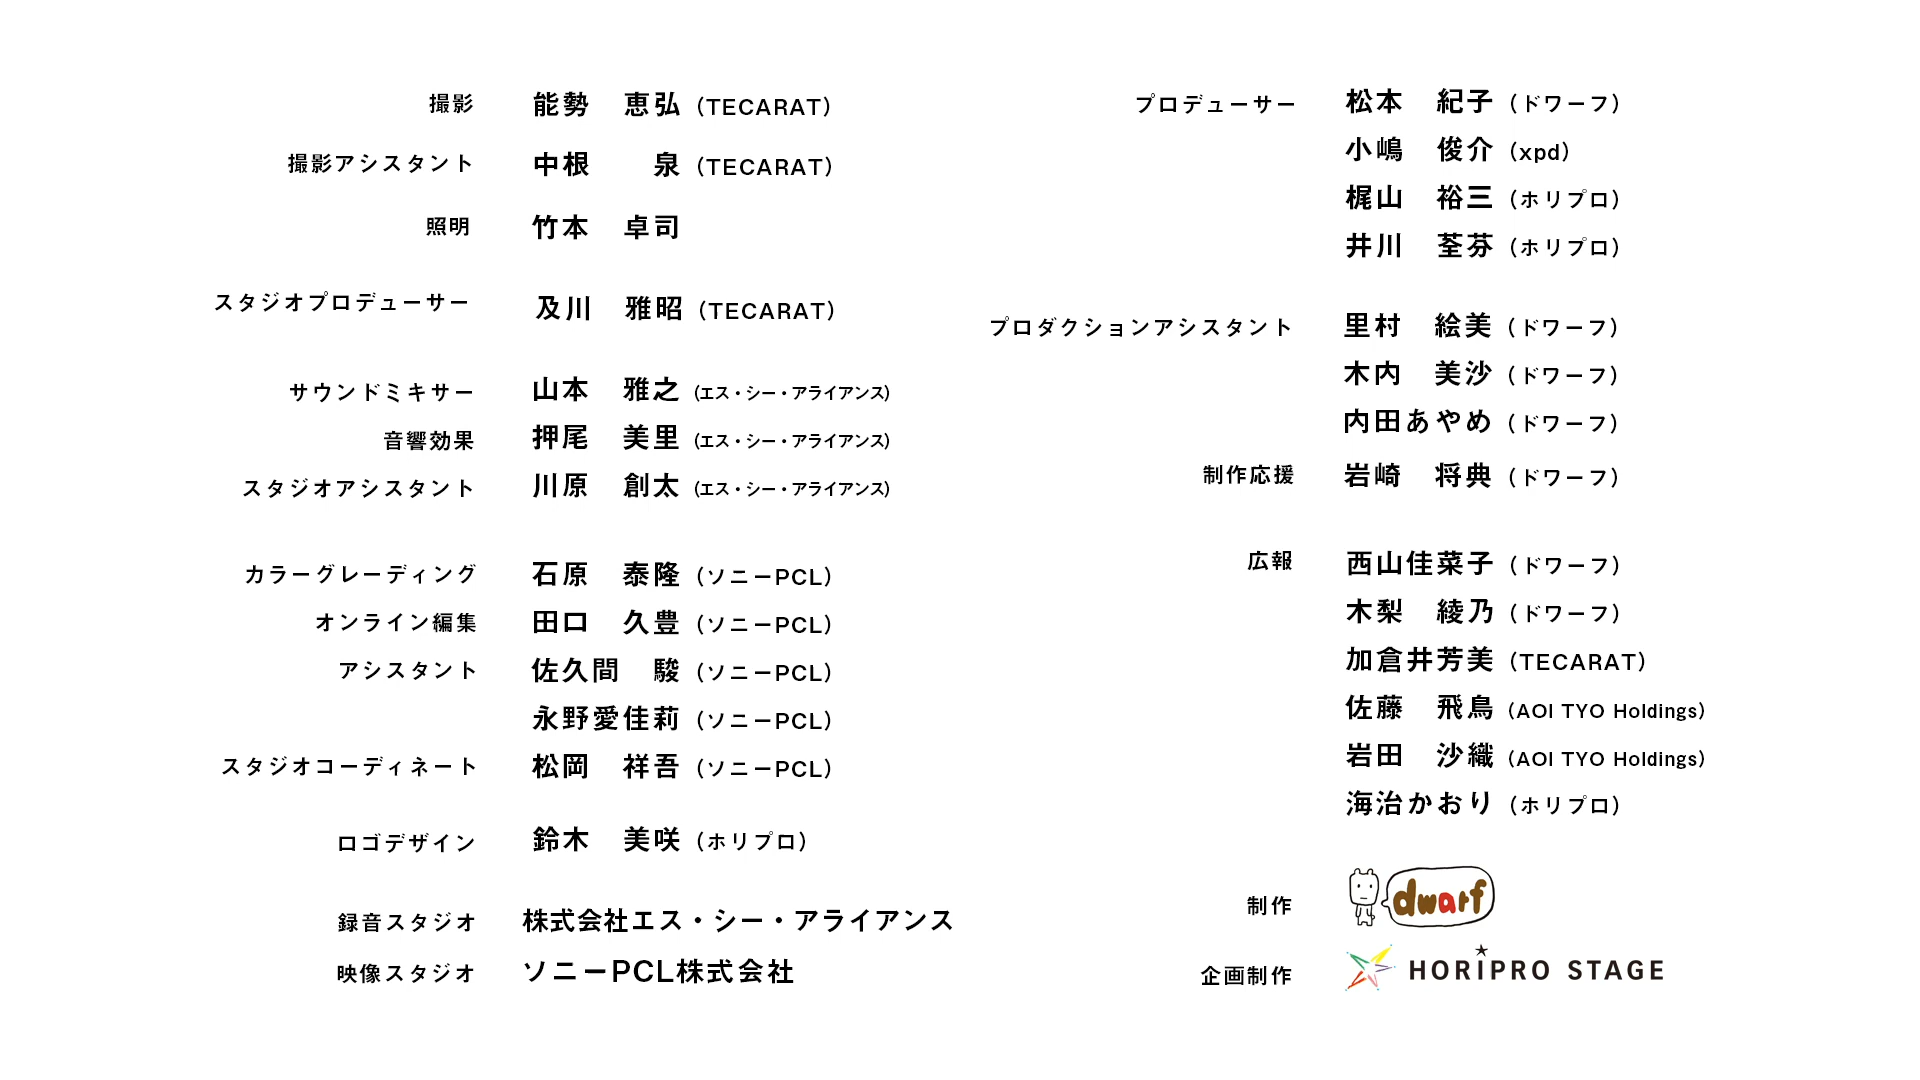 撮影 能勢 恵弘（TECARAT）
撮影アシスタント 中根 泉（TECARAT）
照明 竹本 卓司
スタジオプロデューサー 及川 雅昭（TECARAT）
サウンドミキサー 山本 雅之（エス・シー・アライアンス）
音響効果 押尾 美里（エス・シー・アライアンス）
スタジオアシスタント 川原 創太（エス・シー・アライアンス）
カラーグレーディング 石原 泰隆（ソニーPCL）
オンライン編集 田口 久豊（ソニーPCL）
アシスタント 佐久間 駿（ソニーPCL）
永野愛佳莉（ソニーPCL）
スタジオコーディネート 松岡 祥吾（ソニーPCL）
ロゴデザイン 鈴木 美咲（ホリプロ）
録音スタジオ 株式会社エス・シー・アライアンス
映像スタジオ ソニーPCL株式会社
プロデューサー 松本 紀子（ドワーフ）
小嶋 俊介（xpd）
梶山 裕三（ホリプロ）
井川 荃芬（ホリプロ）
プロダクションアシスタント 里村 絵美（ドワーフ）
木内 美沙（ドワーフ）
内田あやめ（ドワーフ）
制作応援 岩崎 将典（ドワーフ）
広報 西山佳菜子（ドワーフ）
木梨 綾乃（ドワーフ）
加倉井芳美（TECARAT）
佐藤 飛鳥（AOI TYO Holdings）
岩田 沙織（AOI TYO Holdings）
海治かおり（ホリプロ）
制作 dwarf
企画制作 HORIPRO STAGE